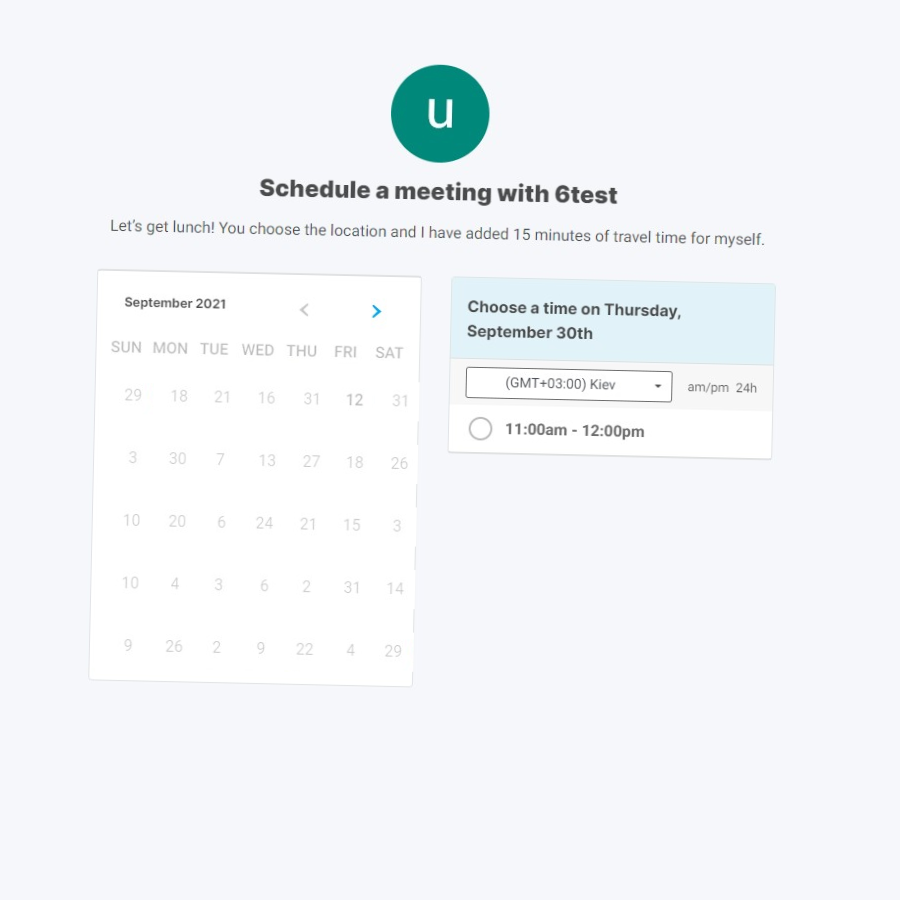 u
Schedule a meeting with 6test
Let's get lunch! You choose the location and I have added 15 minutes of travel time for myself.
September 2021
SUN MON TUE WED THU FRI SAT
29 18 21 16 31 12 31
3 30 7 13 27 18 26
10 20 6 24 21 15 3
10 4 3 6 2 31 14
9 26 2 9 22 4 29
Choose a time on Thursday,
September 30th
(GMT+03:00) Kiev am/pm 24h
11:00am - 12:00pm